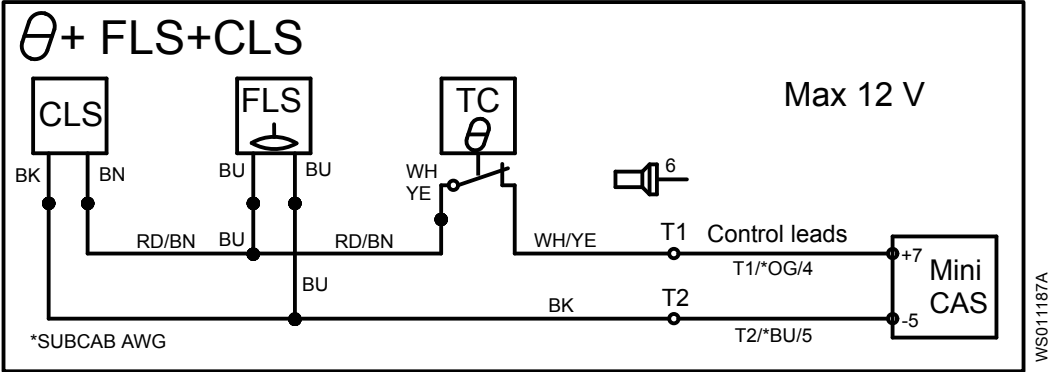 θ+ FLS+CLS
CLS
FLS
TC
θ
Max 12 V
BK
BN
BU
BU
WH
YE
6
RD/BN
BU
RD/BN
WH/YE
T1
Control leads
+7
T1/*OG/4
Mini
CAS
BU
BK
T2
-5
T2/*BU/5
*SUBCAB AWG
WS011187A